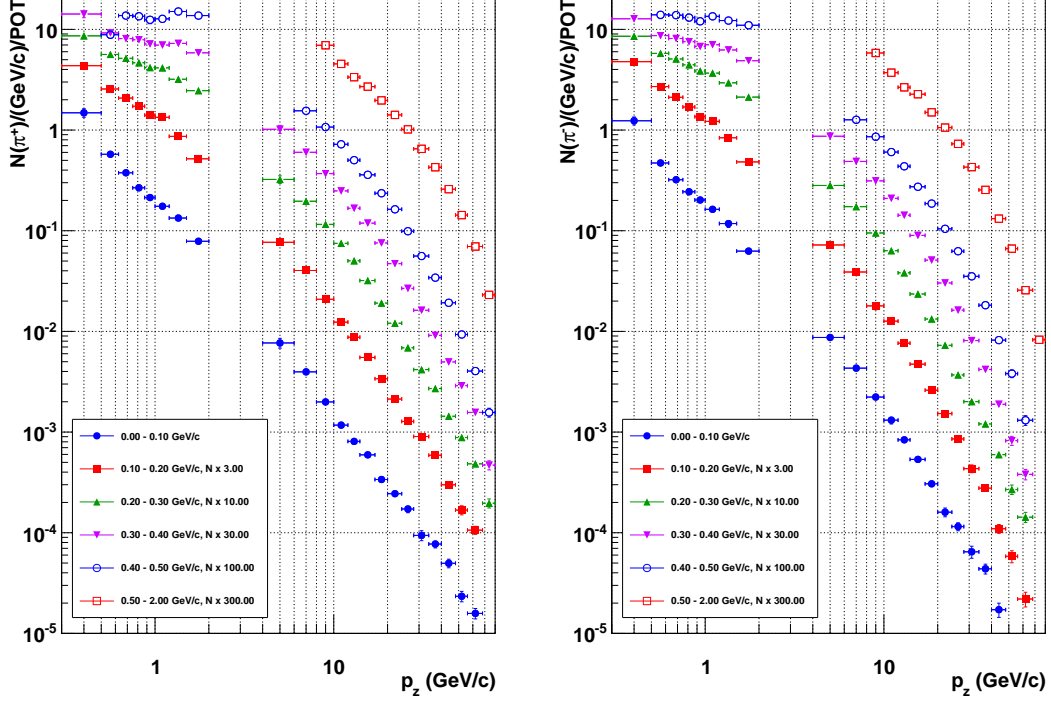 N(π⁺)/(GeV/c)/POT
10
1
10⁻¹
10⁻²
10⁻³
10⁻⁴
10⁻⁵
0.00 - 0.10 GeV/c
0.10 - 0.20 GeV/c, N x 3.00
0.20 - 0.30 GeV/c, N x 10.00
0.30 - 0.40 GeV/c, N x 30.00
0.40 - 0.50 GeV/c, N x 100.00
0.50 - 2.00 GeV/c, N x 300.00
1 10
p_z (GeV/c)
N(π⁻)/(GeV/c)/POT
10
1
10⁻¹
10⁻²
10⁻³
10⁻⁴
10⁻⁵
0.00 - 0.10 GeV/c
0.10 - 0.20 GeV/c, N x 3.00
0.20 - 0.30 GeV/c, N x 10.00
0.30 - 0.40 GeV/c, N x 30.00
0.40 - 0.50 GeV/c, N x 100.00
0.50 - 2.00 GeV/c, N x 300.00
1 10
p_z (GeV/c)